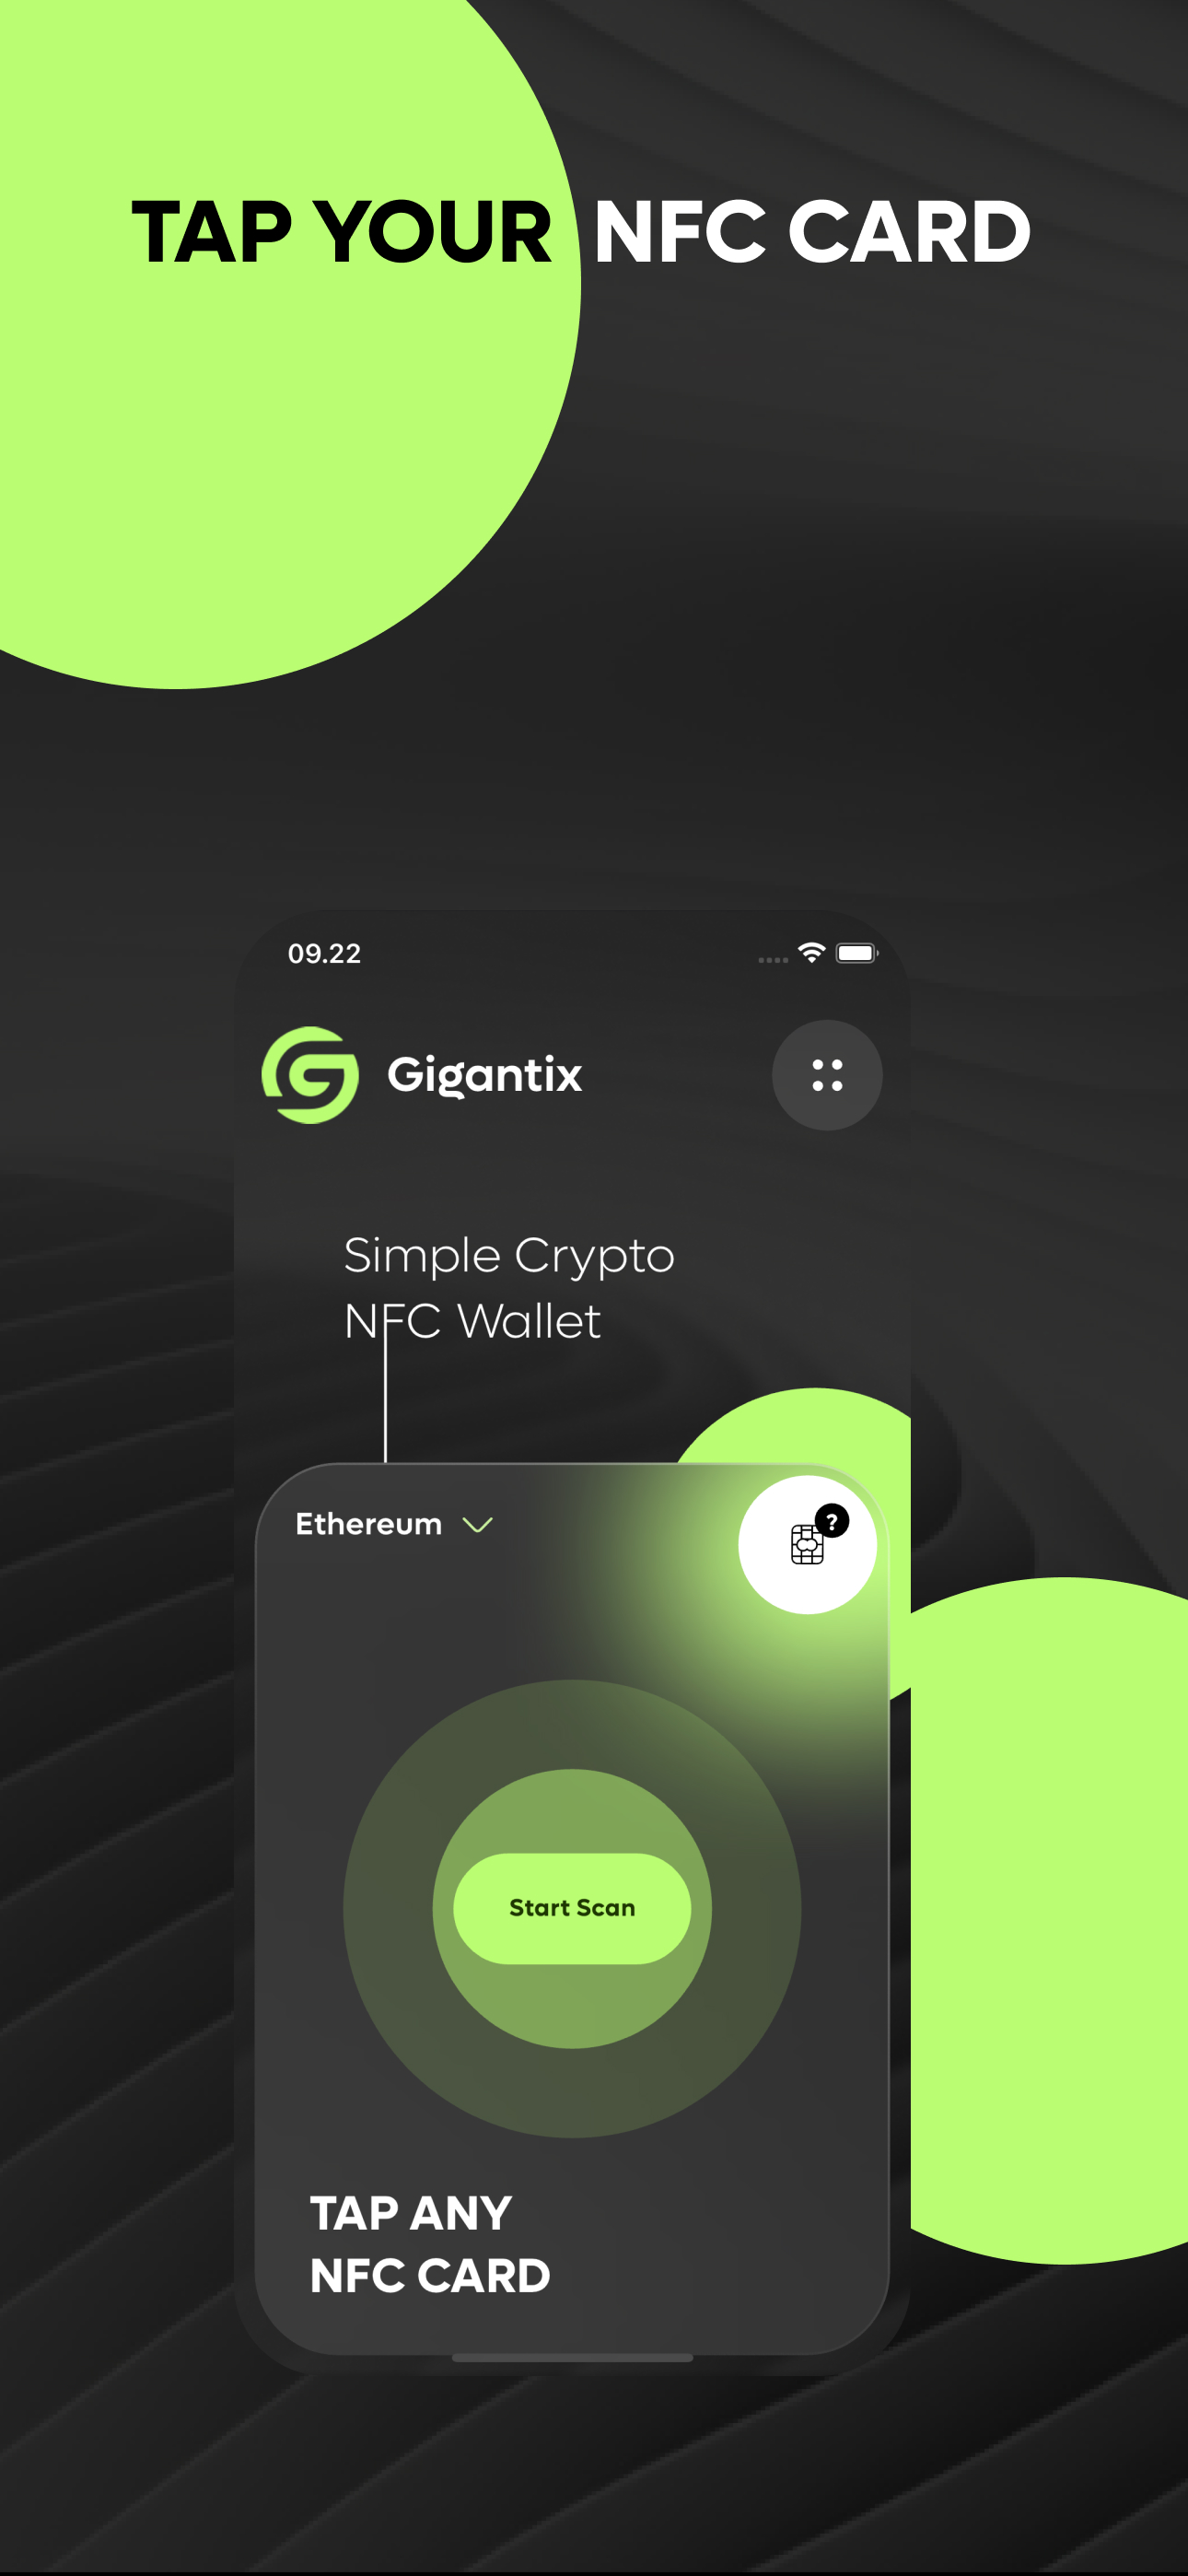 TAP YOUR NFC CARD
09.22
Gigantix
Simple Crypto
NFC Wallet
Ethereum
?
Start Scan
TAP ANY
NFC CARD